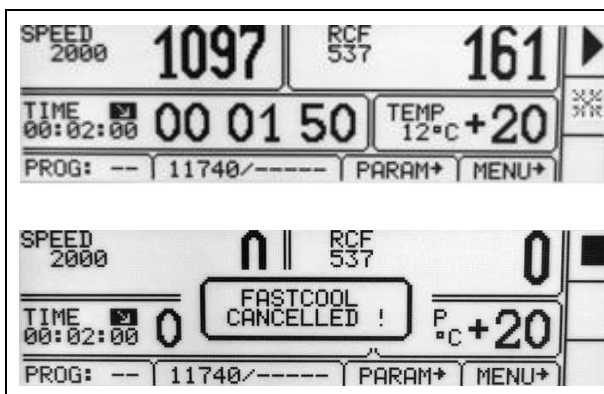 SPEED 2000 1097 RCF 537 161
TIME 00:02:00 00 01 50 TEMP 12°C +20
PROG: -- 11740/----- PARAM→ MENU→
SPEED 2000 0 RCF 537 0
FASTCOOL
CANCELLED !
TIME 00:02:00 0 P °C +20
PROG: -- 11740/----- PARAM→ MENU→